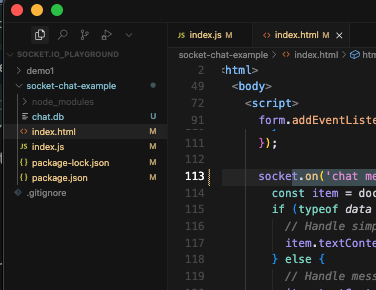 index.js M
index.html M
SOCKET.IO_PLAYGROUND
demo1
socket-chat-example
node_modules
chat.db U
index.html M
index.js M
package-lock.json M
package.json M
.gitignore
socket-chat-example > index.html > htm
2 <html>
49 <body>
72 <script>
91 form.addEventListe
111 });
112
113 socket.on('chat me
114 const item = doc
115 if (typeof data
116 // Handle simp
117 item.textConte
118 } else {
119 // Handle mess